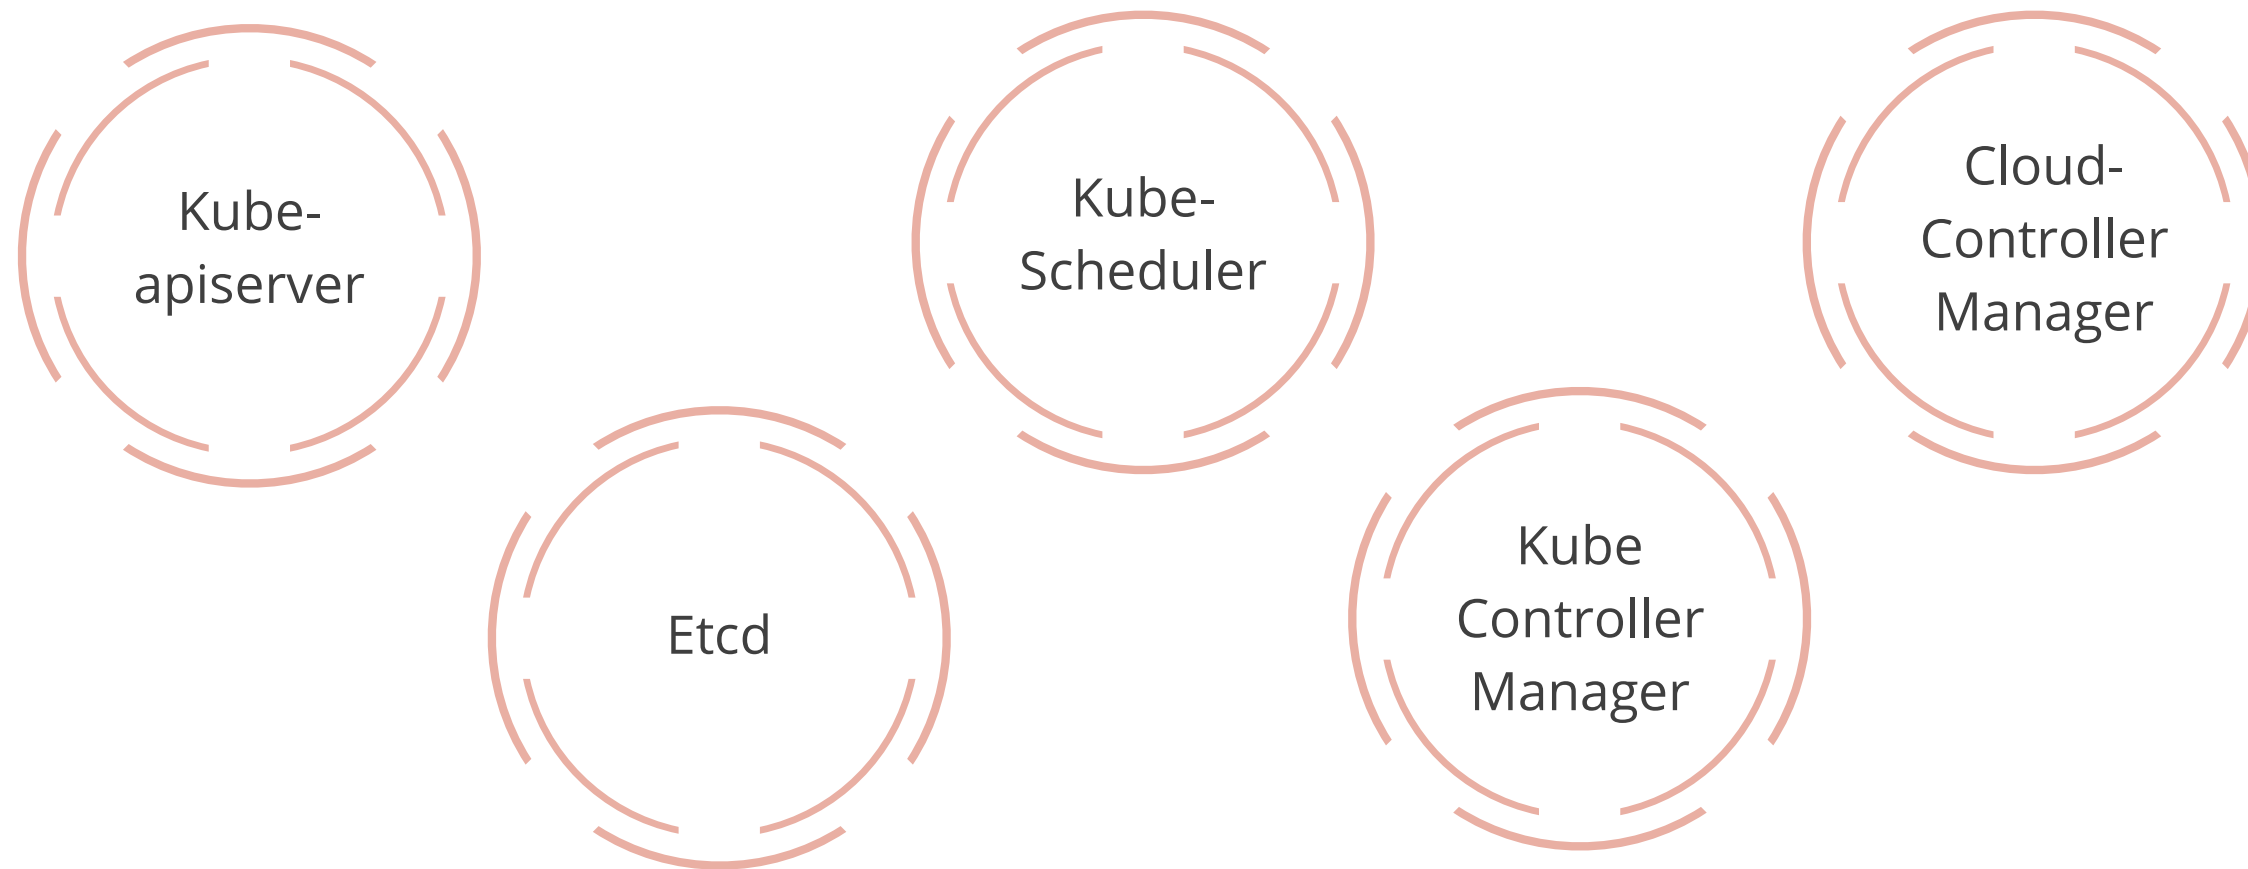 Kube-
apiserver
Etcd
Kube-
Scheduler
Kube
Controller
Manager
Cloud-
Controller
Manager